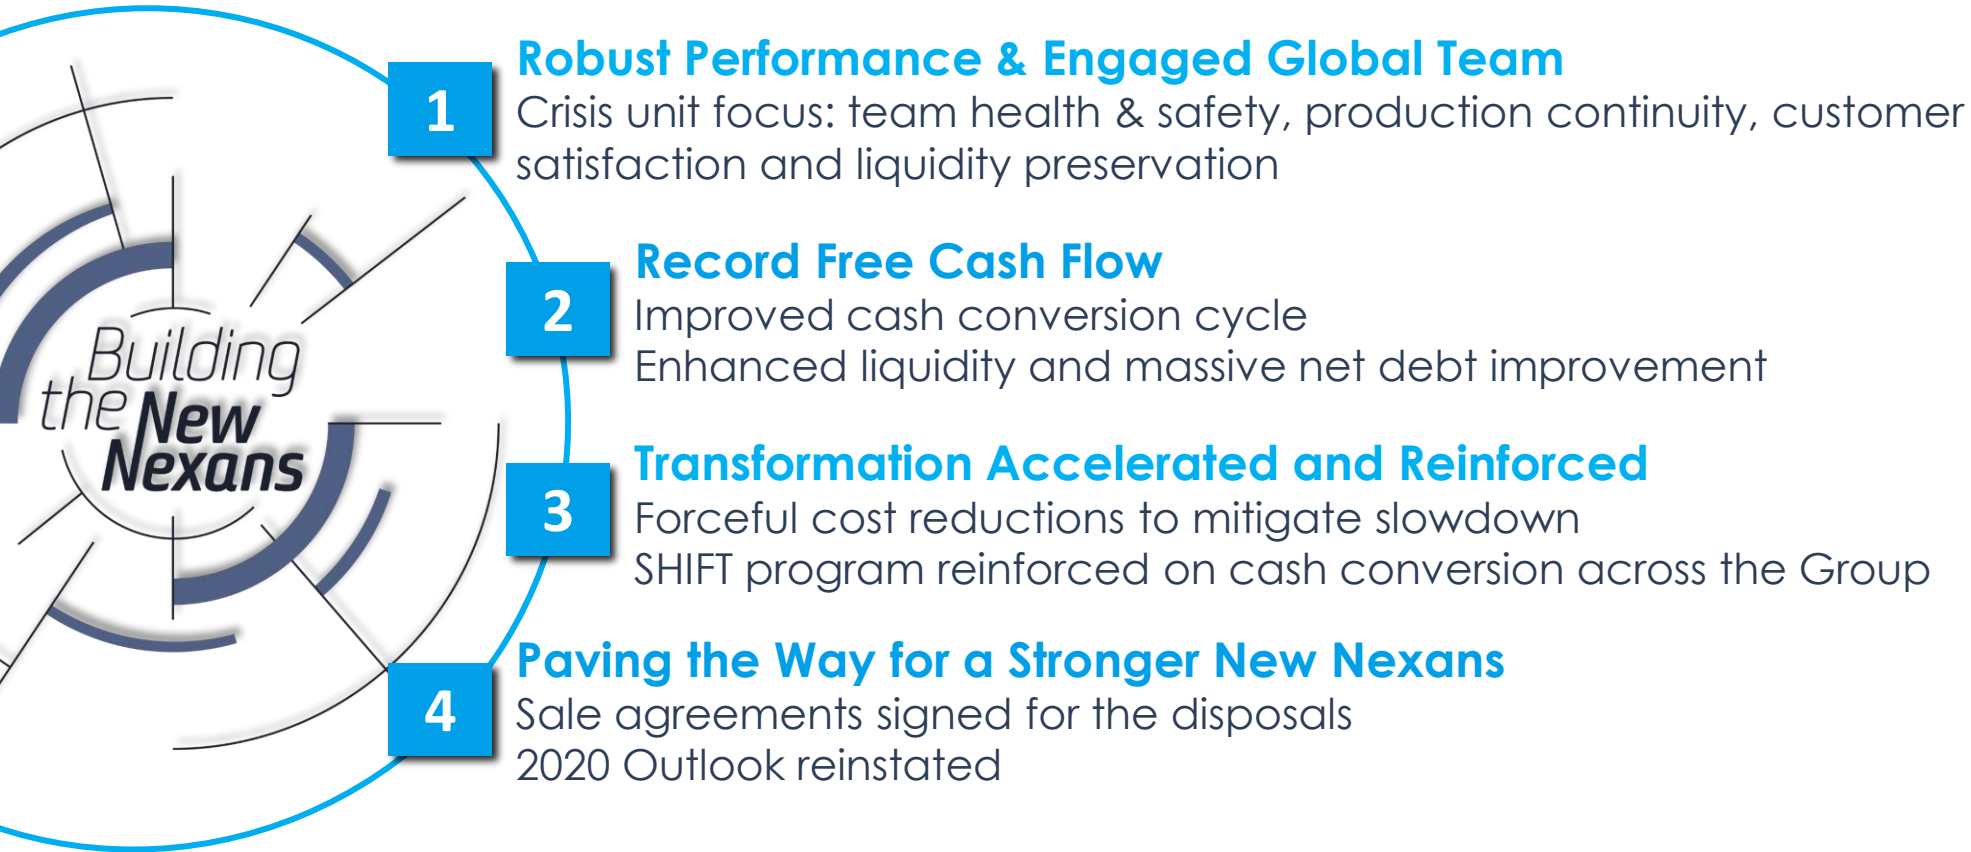 Building
the New
Nexans
1
Robust Performance & Engaged Global Team
Crisis unit focus: team health & safety, production continuity, customer
satisfaction and liquidity preservation
2
Record Free Cash Flow
Improved cash conversion cycle
Enhanced liquidity and massive net debt improvement
3
Transformation Accelerated and Reinforced
Forceful cost reductions to mitigate slowdown
SHIFT program reinforced on cash conversion across the Group
4
Paving the Way for a Stronger New Nexans
Sale agreements signed for the disposals
2020 Outlook reinstated